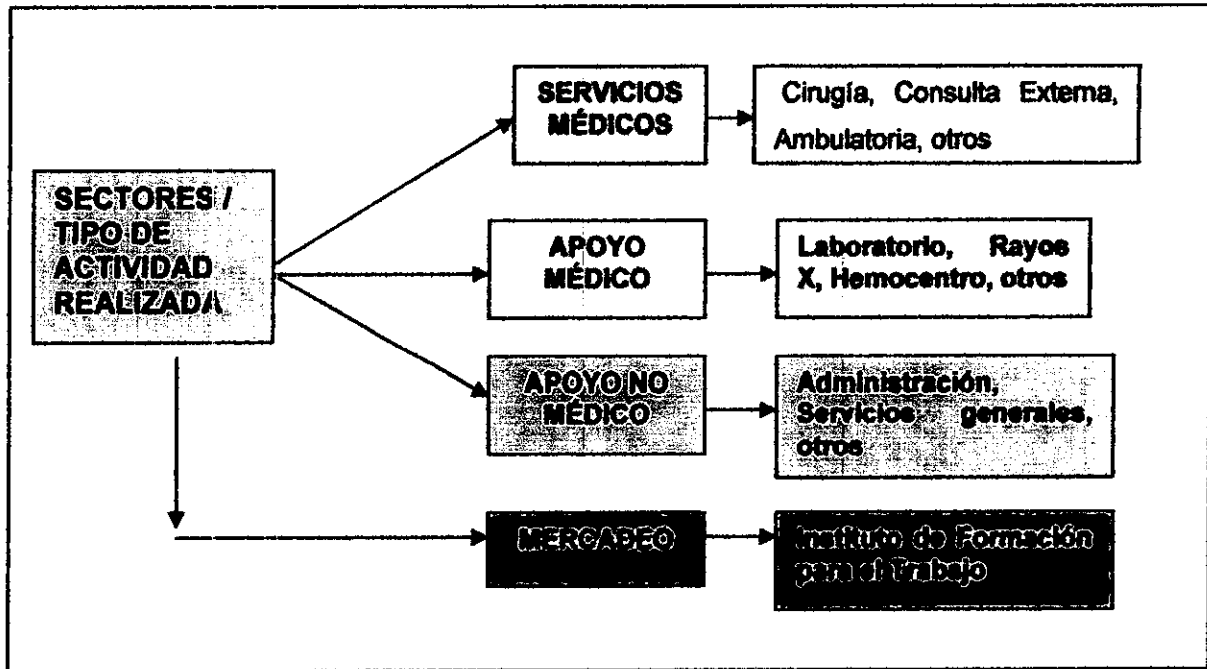 SECTORES /
TIPO DE
ACTIVIDAD
REALIZADA
SERVICIOS
MÉDICOS
Cirugía, Consulta Externa,
Ambulatoria, otros
APOYO
MÉDICO
Laboratorio, Rayos
X, Hemocentro, otros
APOYO NO
MÉDICO
Administración,
Servicios generales,
otros
MERCADEO
Instituto de Formación
para el Trabajo